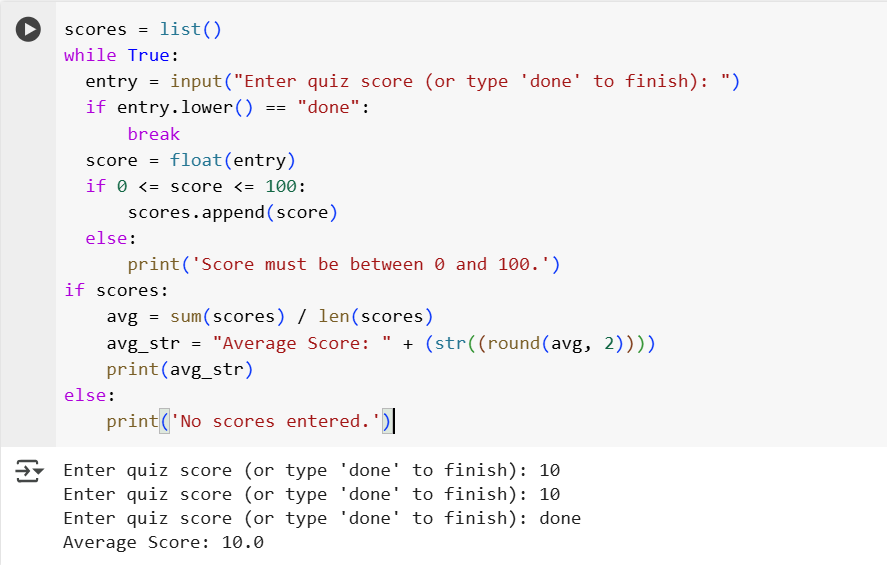 scores = list()
while True:
  entry = input("Enter quiz score (or type 'done' to finish): ")
  if entry.lower() == "done":
      break
  score = float(entry)
  if 0 <= score <= 100:
      scores.append(score)
  else:
      print('Score must be between 0 and 100.')
if scores:
    avg = sum(scores) / len(scores)
    avg_str = "Average Score: " + (str((round(avg, 2))))
    print(avg_str)
else:
    print('No scores entered.')
Enter quiz score (or type 'done' to finish): 10
Enter quiz score (or type 'done' to finish): 10
Enter quiz score (or type 'done' to finish): done
Average Score: 10.0